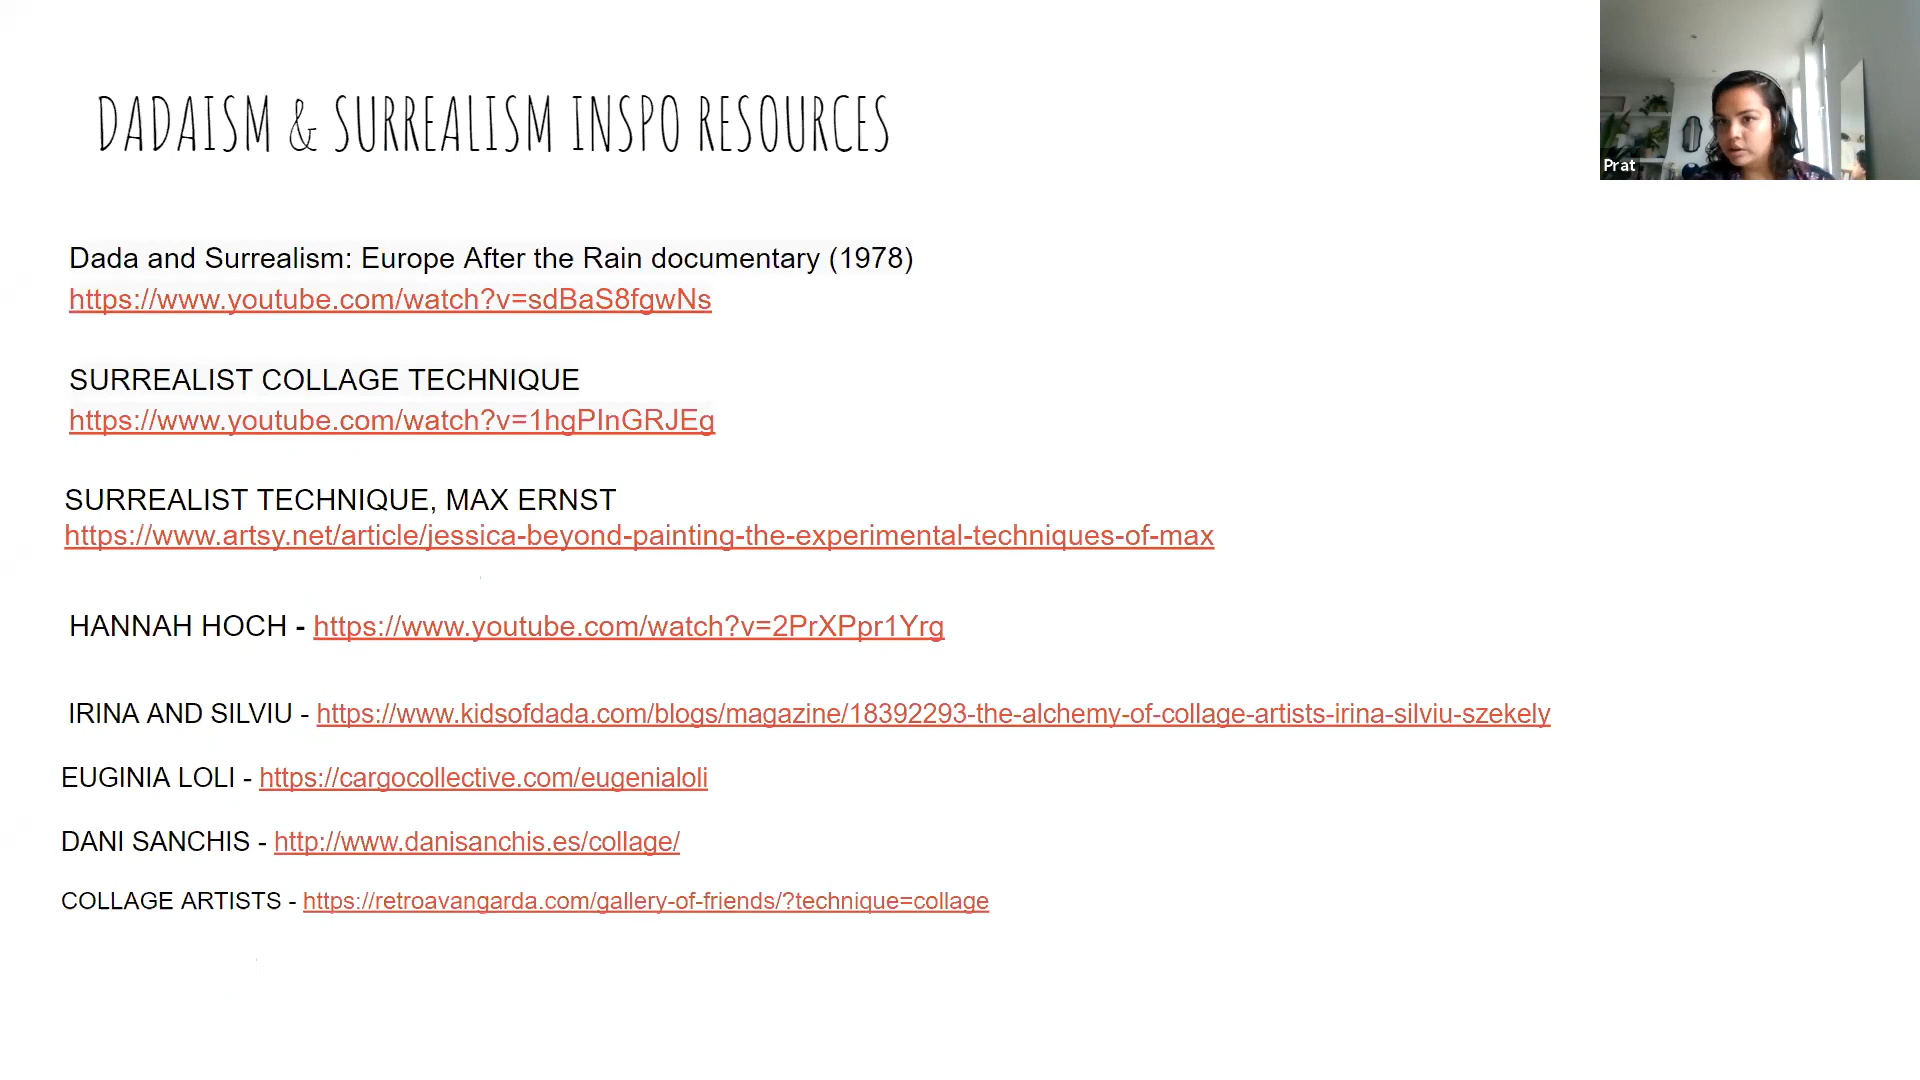 DADAISM & SURREALISM INSPO RESOURCES
Prat
Dada and Surrealism: Europe After the Rain documentary (1978)
https://www.youtube.com/watch?v=sdBaS8fgwNs
SURREALIST COLLAGE TECHNIQUE
https://www.youtube.com/watch?v=1hgPInGRJEg
SURREALIST TECHNIQUE, MAX ERNST
https://www.artsy.net/article/jessica-beyond-painting-the-experimental-techniques-of-max
HANNAH HOCH - https://www.youtube.com/watch?v=2PrXPpr1Yrg
IRINA AND SILVIU - https://www.kidsofdada.com/blogs/magazine/18392293-the-alchemy-of-collage-artists-irina-silviu-szekely
EUGINIA LOLI - https://cargocollective.com/eugenialoli
DANI SANCHIS - http://www.danisanchis.es/collage/
COLLAGE ARTISTS - https://retroavangarda.com/gallery-of-friends/?technique=collage